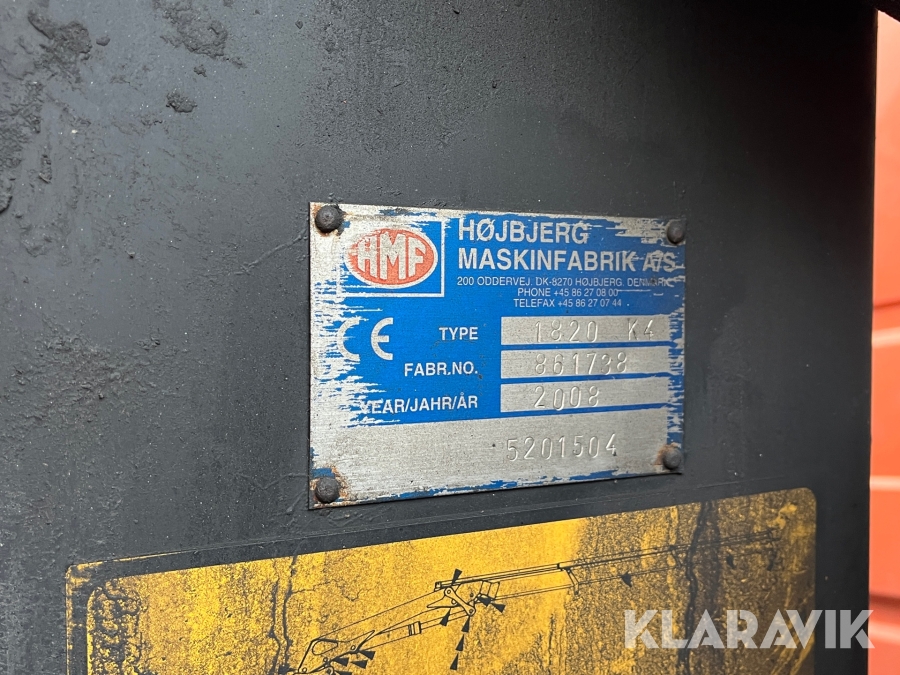 HMF
HØJBJERG
MASKINFABRIK A/S
200 ODDERVEJ. DK-8270 HØJBJERG. DENMARK
PHONE +45 86 27 08 00
TELEFAX +45 86 27 07 44
CE
TYPE 1820 K4
FABR.NO. 861738
YEAR/JAHR/ÅR 2008
5201504
KLARAVIK